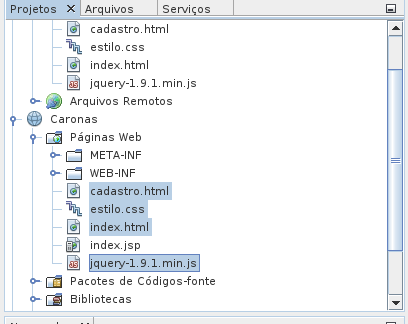 Projetos Arquivos Serviços
cadastro.html
estilo.css
index.html
jquery-1.9.1.min.js
Arquivos Remotos
Caronas
Páginas Web
META-INF
WEB-INF
cadastro.html
estilo.css
index.html
index.jsp
jquery-1.9.1.min.js
Pacotes de Códigos-fonte
Bibliotecas